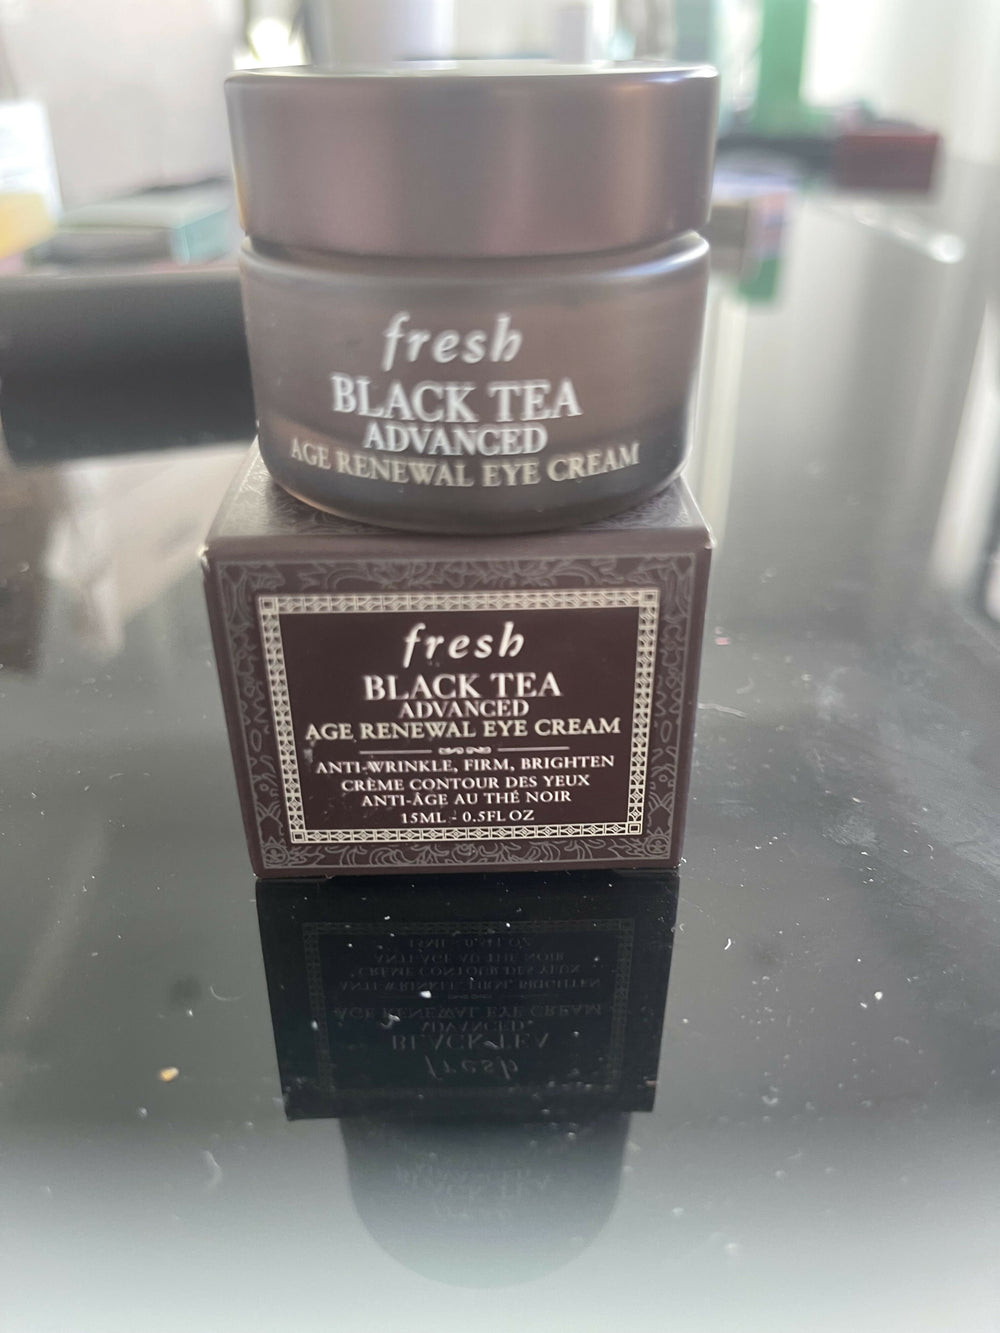 fresh
BLACK TEA
ADVANCED
AGE RENEWAL EYE CREAM
fresh
BLACK TEA
ADVANCED
AGE RENEWAL EYE CREAM
ANTI-WRINKLE, FIRM, BRIGHTEN
CRÈME CONTOUR DES YEUX
ANTI-ÂGE AU THÉ NOIR
15ML - 0.5FL OZ